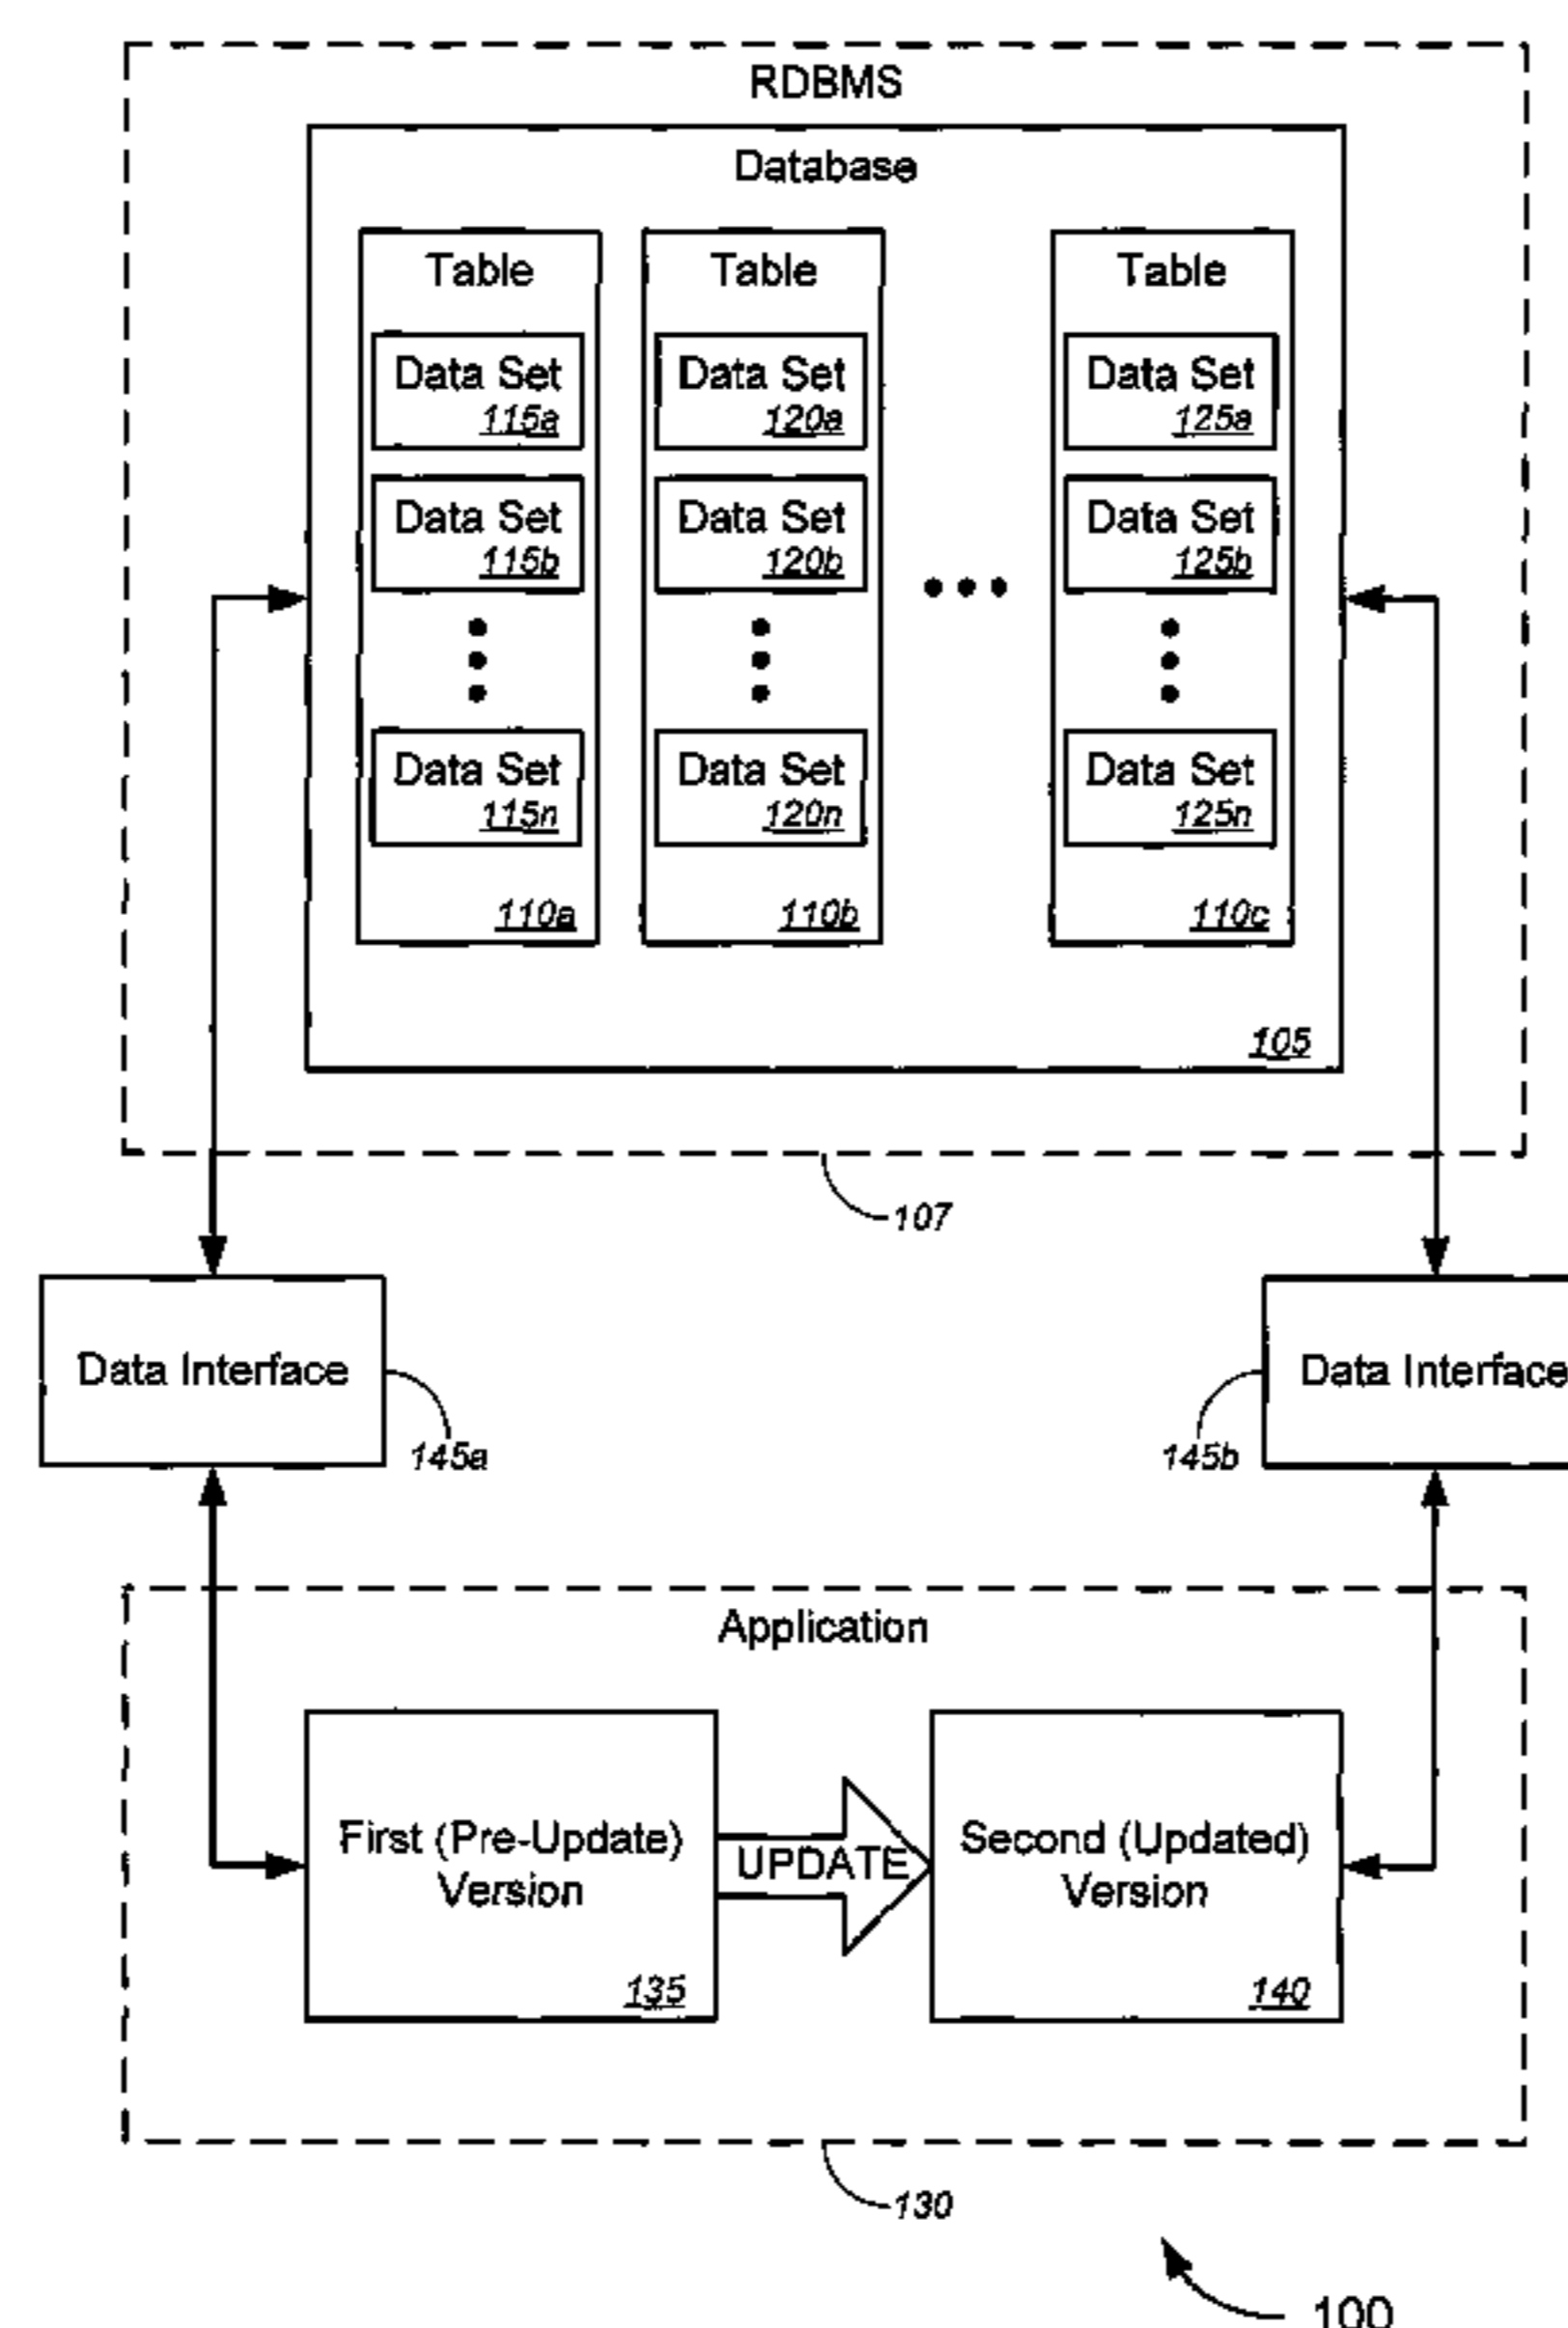 RDBMS
Database
Table
Table
Table
Data Set
115a
Data Set
120a
Data Set
125a
Data Set
115b
Data Set
120b
Data Set
125b
Data Set
115n
Data Set
120n
Data Set
125n
110a
110b
110c
105
107
Data Interface
145a
145b
Data Interface
Application
First (Pre-Update)
Version
135
UPDATE
Second (Updated)
Version
140
130
100